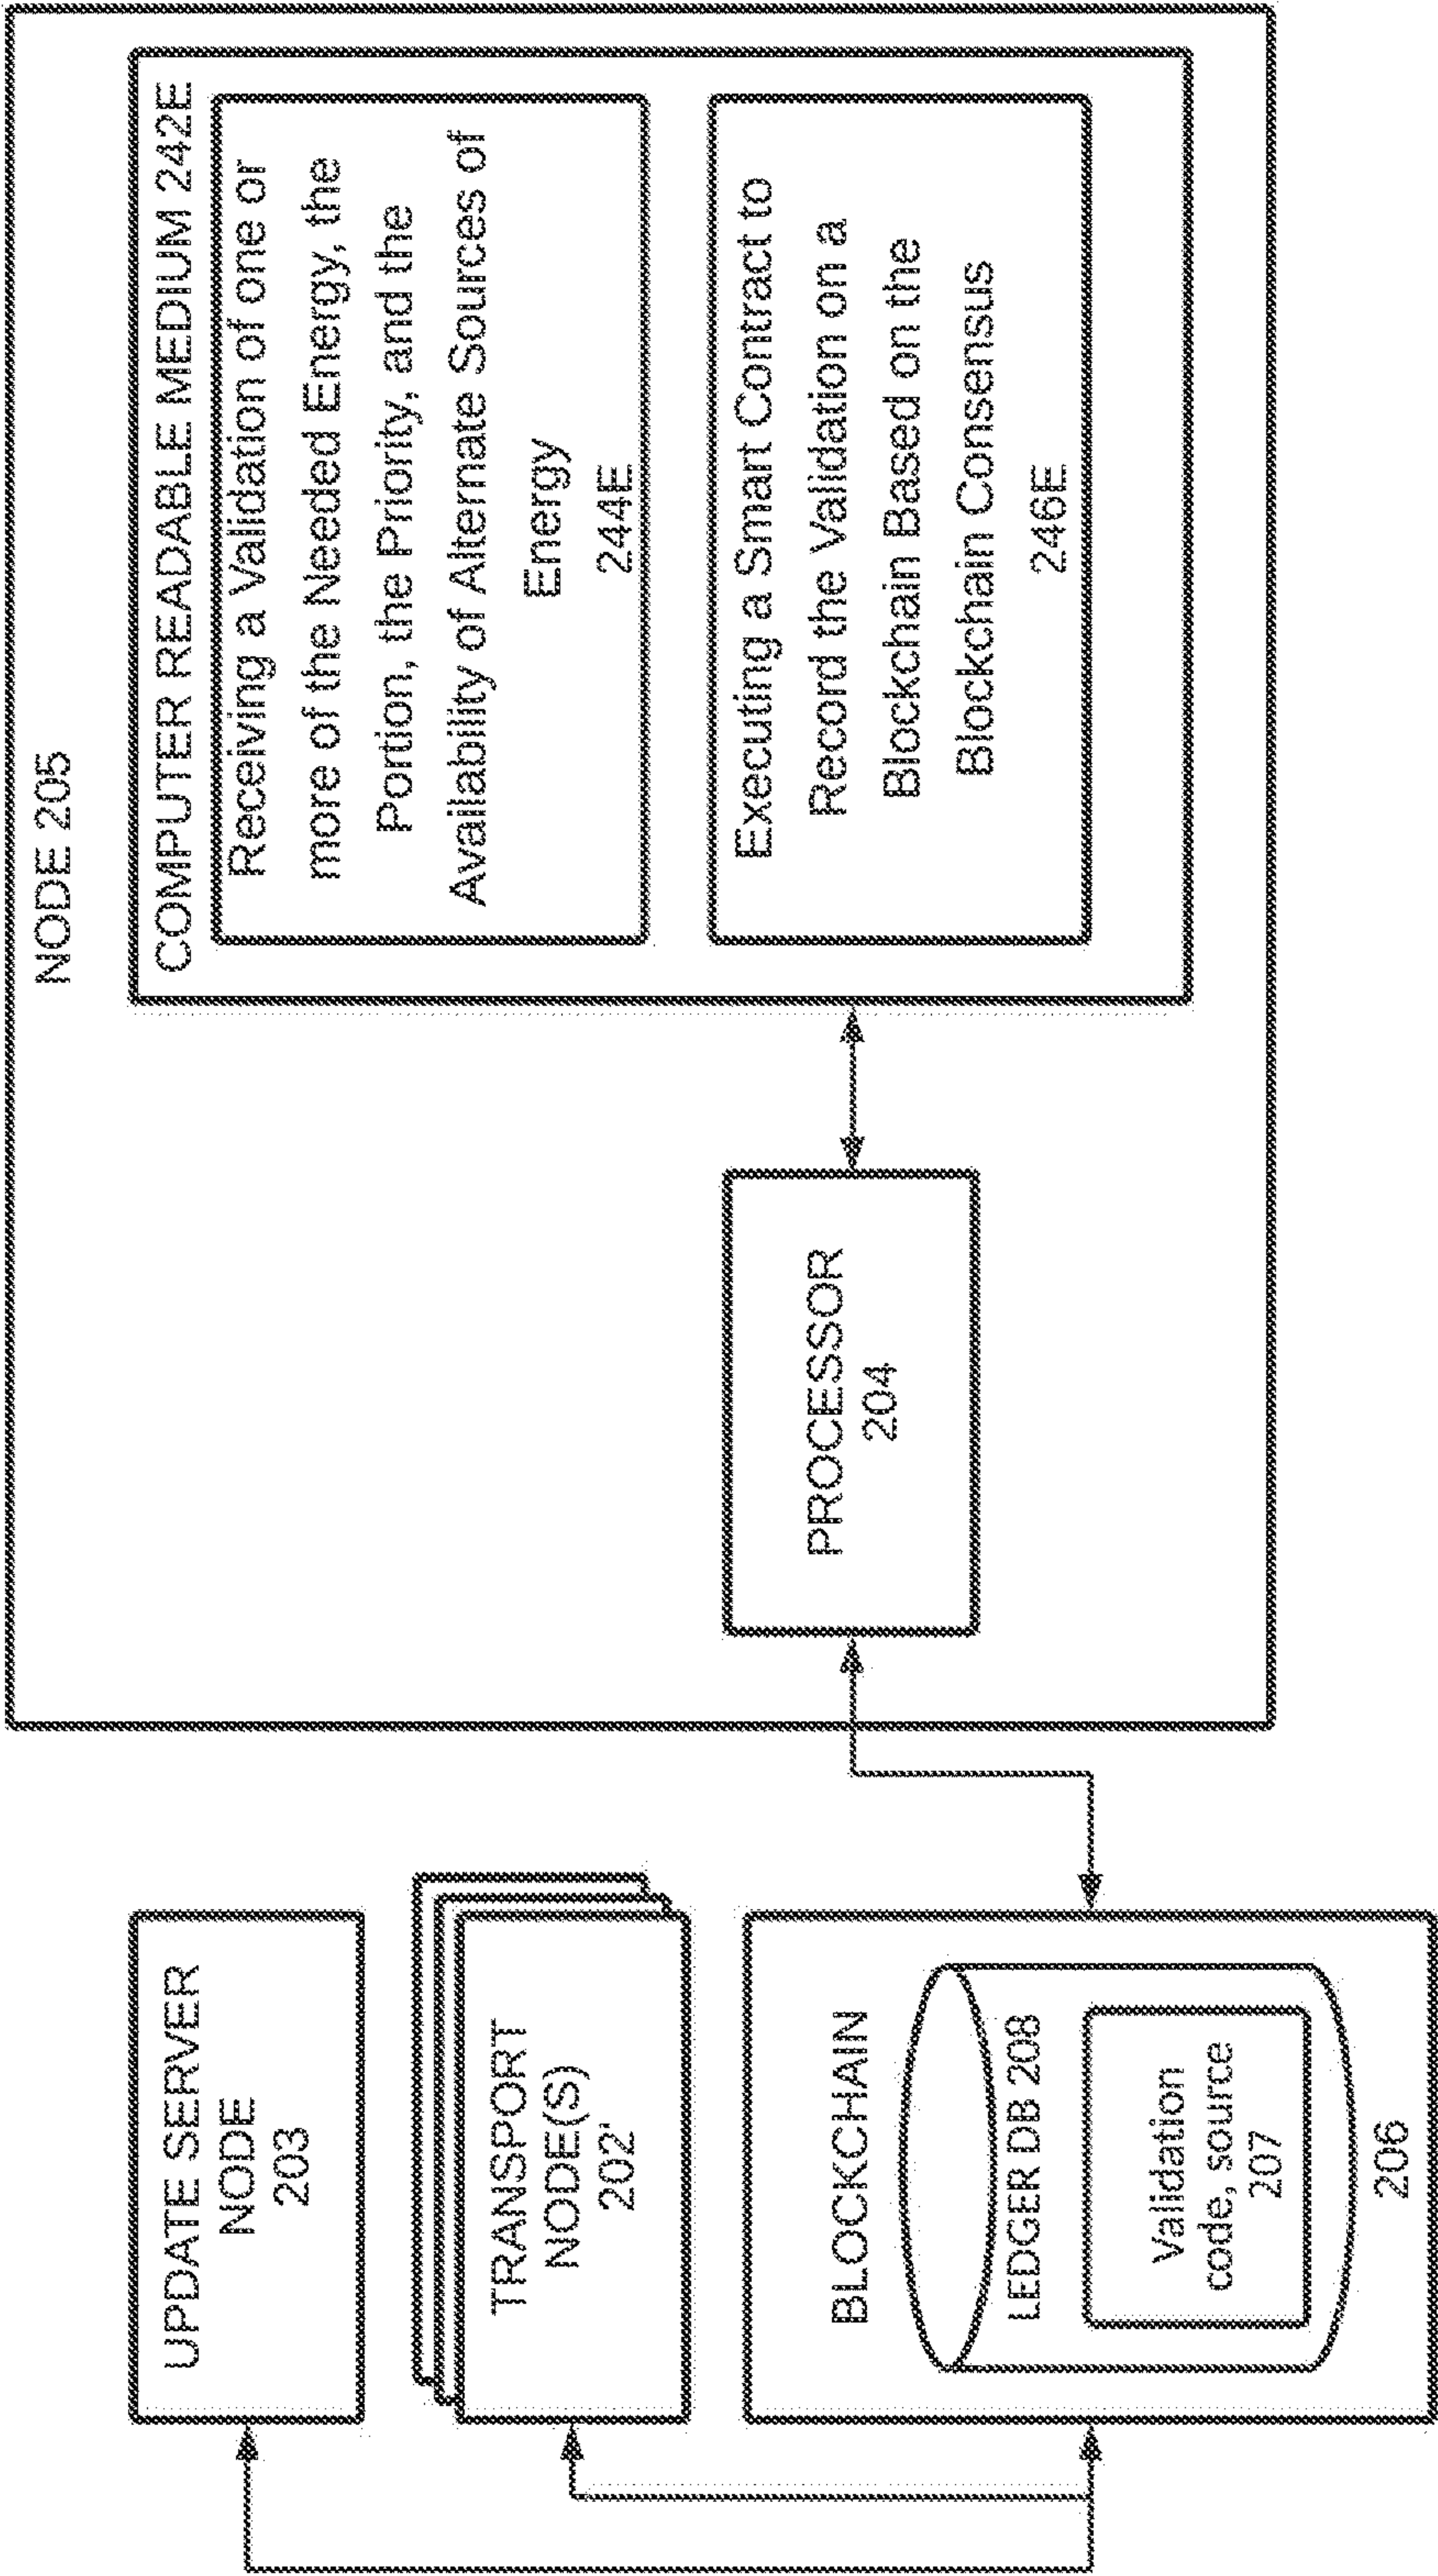 UPDATE SERVER
NODE
203
TRANSPORT
NODE(S)
202'
BLOCKCHAIN
LEDGER DB 208
Validation
code, source
207
206
NODE 205
PROCESSOR
204
COMPUTER READABLE MEDIUM 242E
Receiving a Validation of one or
more of the Needed Energy, the
Portion, the Priority, and the
Availability of Alternate Sources of
Energy
244E
Executing a Smart Contract to
Record the Validation on a
Blockchain Based on the
Blockchain Consensus
246E